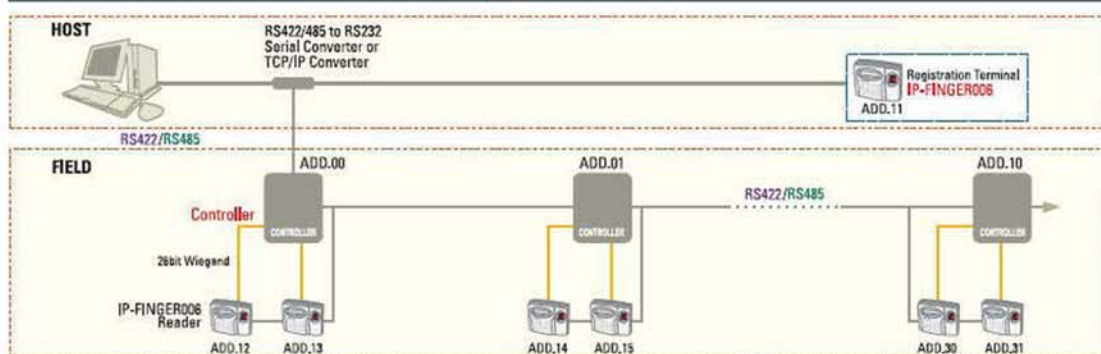 HOST
RS422/485 to RS232
Serial Converter or
TCP/IP Converter
Registration Terminal
IP-FINGER006
ADD.11
RS422/RS485
FIELD
ADD.00
ADD.01
ADD.10
RS422/RS485
Controller
CONTROLLER
CONTROLLER
CONTROLLER
26bit Wiegand
IP-FINGER006
Reader
ADD.12
ADD.13
ADD.14
ADD.15
ADD.30
ADD.31